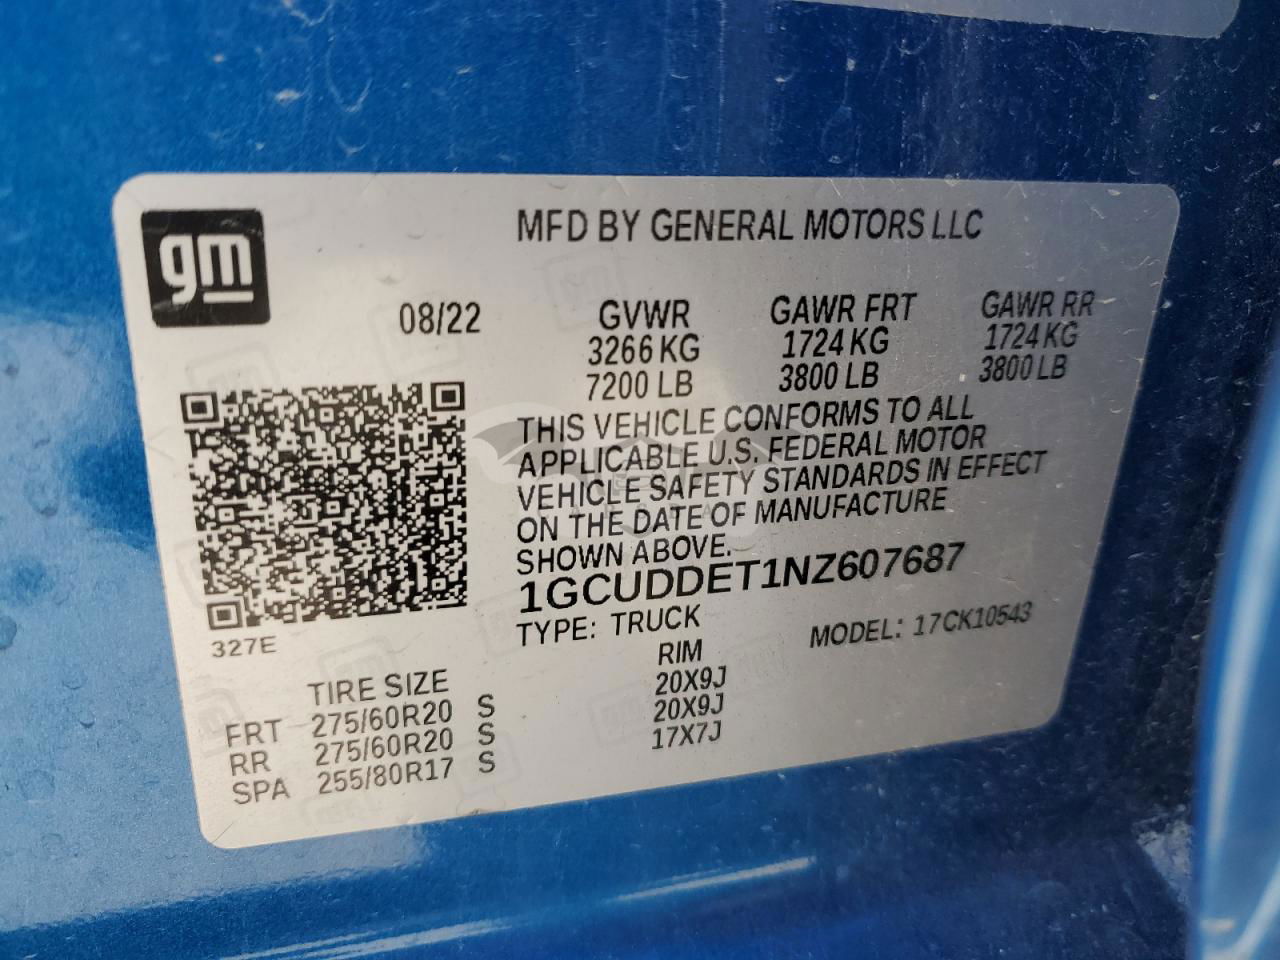 gm
MFD BY GENERAL MOTORS LLC
08/22 GVWR GAWR FRT GAWR RR
3266 KG 1724 KG 1724 KG
7200 LB 3800 LB 3800 LB
THIS VEHICLE CONFORMS TO ALL
APPLICABLE U.S. FEDERAL MOTOR
VEHICLE SAFETY STANDARDS IN EFFECT
ON THE DATE OF MANUFACTURE
SHOWN ABOVE.
1GCUDDET1NZ607687
TYPE: TRUCK MODEL: 17CK10543
327E
TIRE SIZE RIM
FRT 275/60R20 S 20X9J
RR 275/60R20 S 20X9J
SPA 255/80R17 S 17X7J